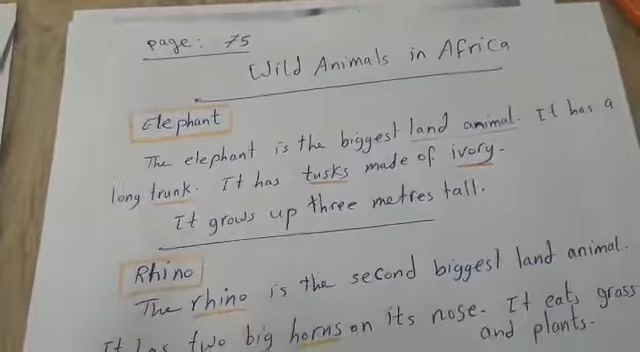 page: 75
Wild Animals in Africa
Elephant
The elephant is the biggest land animal. It has a
long trunk. It has tusks made of ivory.
It grows up three metres tall.
Rhino
The rhino is the second biggest land animal.
It has two big horns on its nose. It eats grass
and plants.